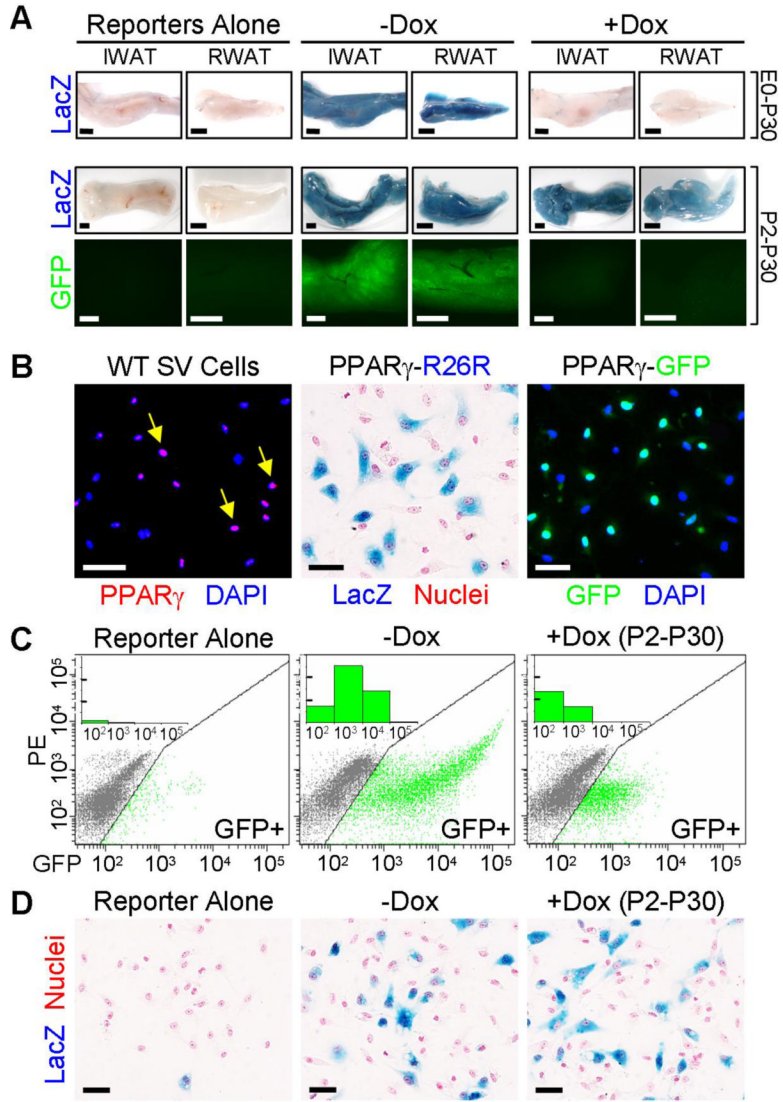 A
Reporters Alone -Dox +Dox
IWAT RWAT IWAT RWAT IWAT RWAT
LacZ E0-P30
LacZ
GFP P2-P30
B
WT SV Cells PPARγ-R26R PPARγ-GFP
PPARγ DAPI LacZ Nuclei GFP DAPI
C
Reporter Alone -Dox +Dox (P2-P30)
10⁵
10⁴
10³
10²
PE
10² 10³ 10⁴ 10⁵ 10² 10³ 10⁴ 10⁵ 10² 10³ 10⁴ 10⁵
GFP+ GFP+ GFP+
GFP 10² 10³ 10⁴ 10⁵ 10² 10³ 10⁴ 10⁵ 10² 10³ 10⁴ 10⁵
D
Reporter Alone -Dox +Dox (P2-P30)
LacZ Nuclei